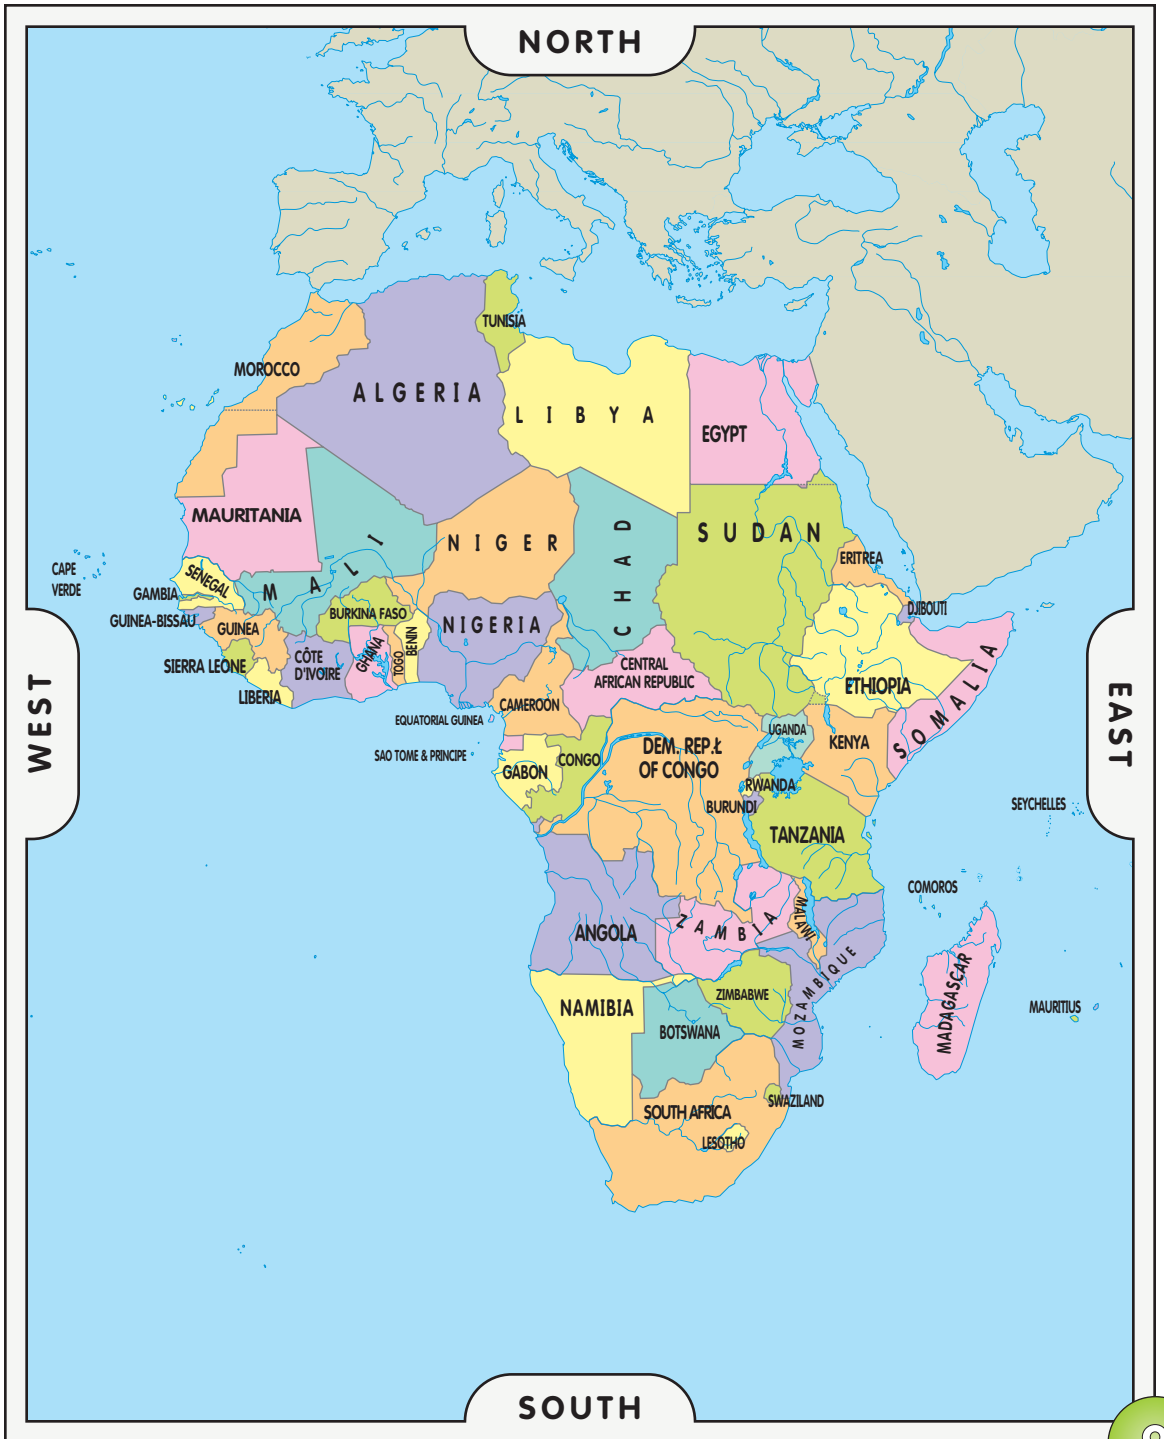 NORTH
TUNISIA
MOROCCO
ALGERIA
LIBYA
EGYPT
MAURITANIA
MALI
NIGER
CHAD
SUDAN
ERITREA
CAPE
VERDE
SENEGAL
GAMBIA
GUINEA-BISSAU
GUINEA
BURKINA FASO
NIGERIA
DJIBOUTI
SIERRA LEONE
LIBERIA
CÔTE
D'IVOIRE
GHANA
TOGO
BENIN
CENTRAL
AFRICAN REPUBLIC
ETHIOPIA
SOMALIA
CAMEROON
EQUATORIAL GUINEA
SAO TOME & PRINCIPE
GABON
CONGO
DEM. REP.Ł
OF CONGO
UGANDA
KENYA
RWANDA
BURUNDI
TANZANIA
SEYCHELLES
COMOROS
WEST
EAST
ANGOLA
ZAMBIA
MALAWI
MOZAMBIQUE
MADAGASCAR
MAURITIUS
NAMIBIA
ZIMBABWE
BOTSWANA
SOUTH AFRICA
SWAZILAND
LESOTHO
SOUTH